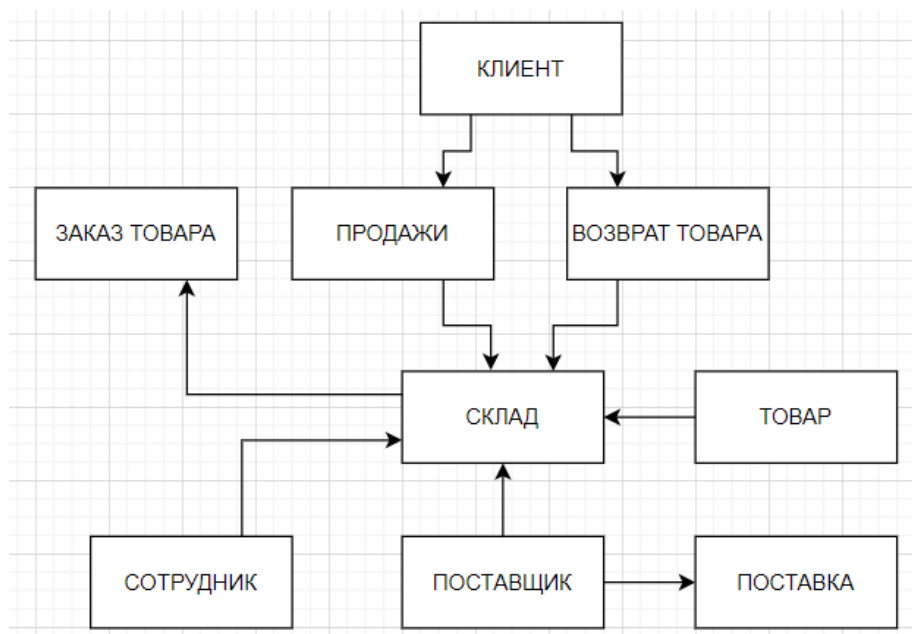 КЛИЕНТ
ЗАКАЗ ТОВАРА
ПРОДАЖИ
ВОЗВРАТ ТОВАРА
СКЛАД
ТОВАР
СОТРУДНИК
ПОСТАВЩИК
ПОСТАВКА